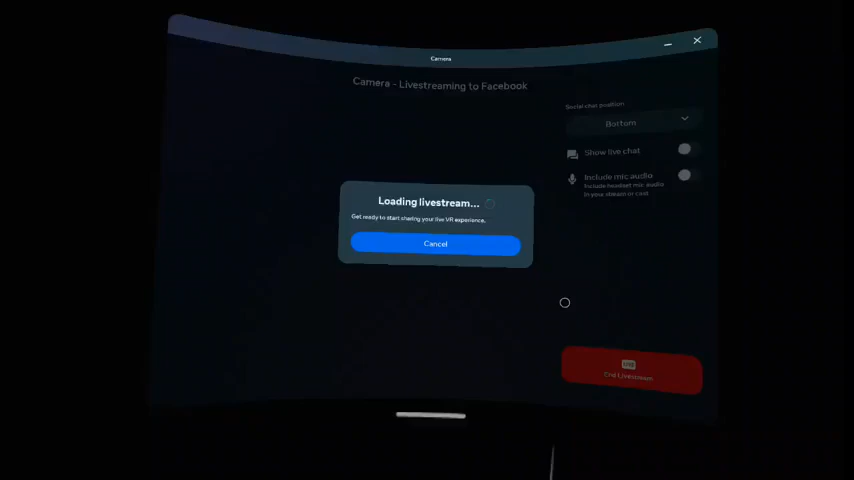 Camera
Camera - Livestreaming to Facebook
Social chat position
Bottom
Show live chat
Include mic audio
Include headset mic audio
in your stream or cast
Loading livestream...
Get ready to start sharing your live VR experience.
Cancel
End Livestream